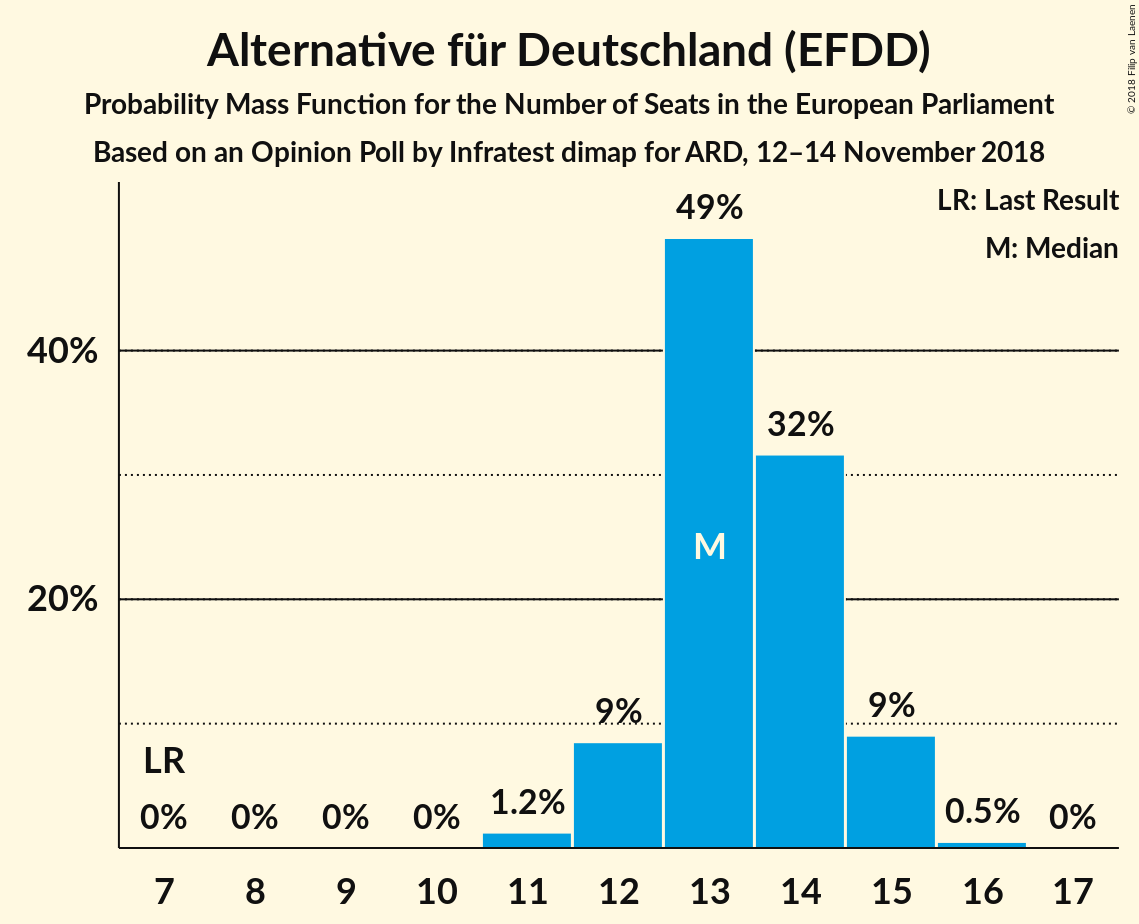 Alternative für Deutschland (EFDD)
Probability Mass Function for the Number of Seats in the European Parliament
Based on an Opinion Poll by Infratest dimap for ARD, 12–14 November 2018
© 2018 Filip van Laenen
LR: Last Result
M: Median
49%
40%
32%
M
20%
9%
9%
LR
1.2%
0.5%
0% 0% 0% 0% 0%
7 8 9 10 11 12 13 14 15 16 17